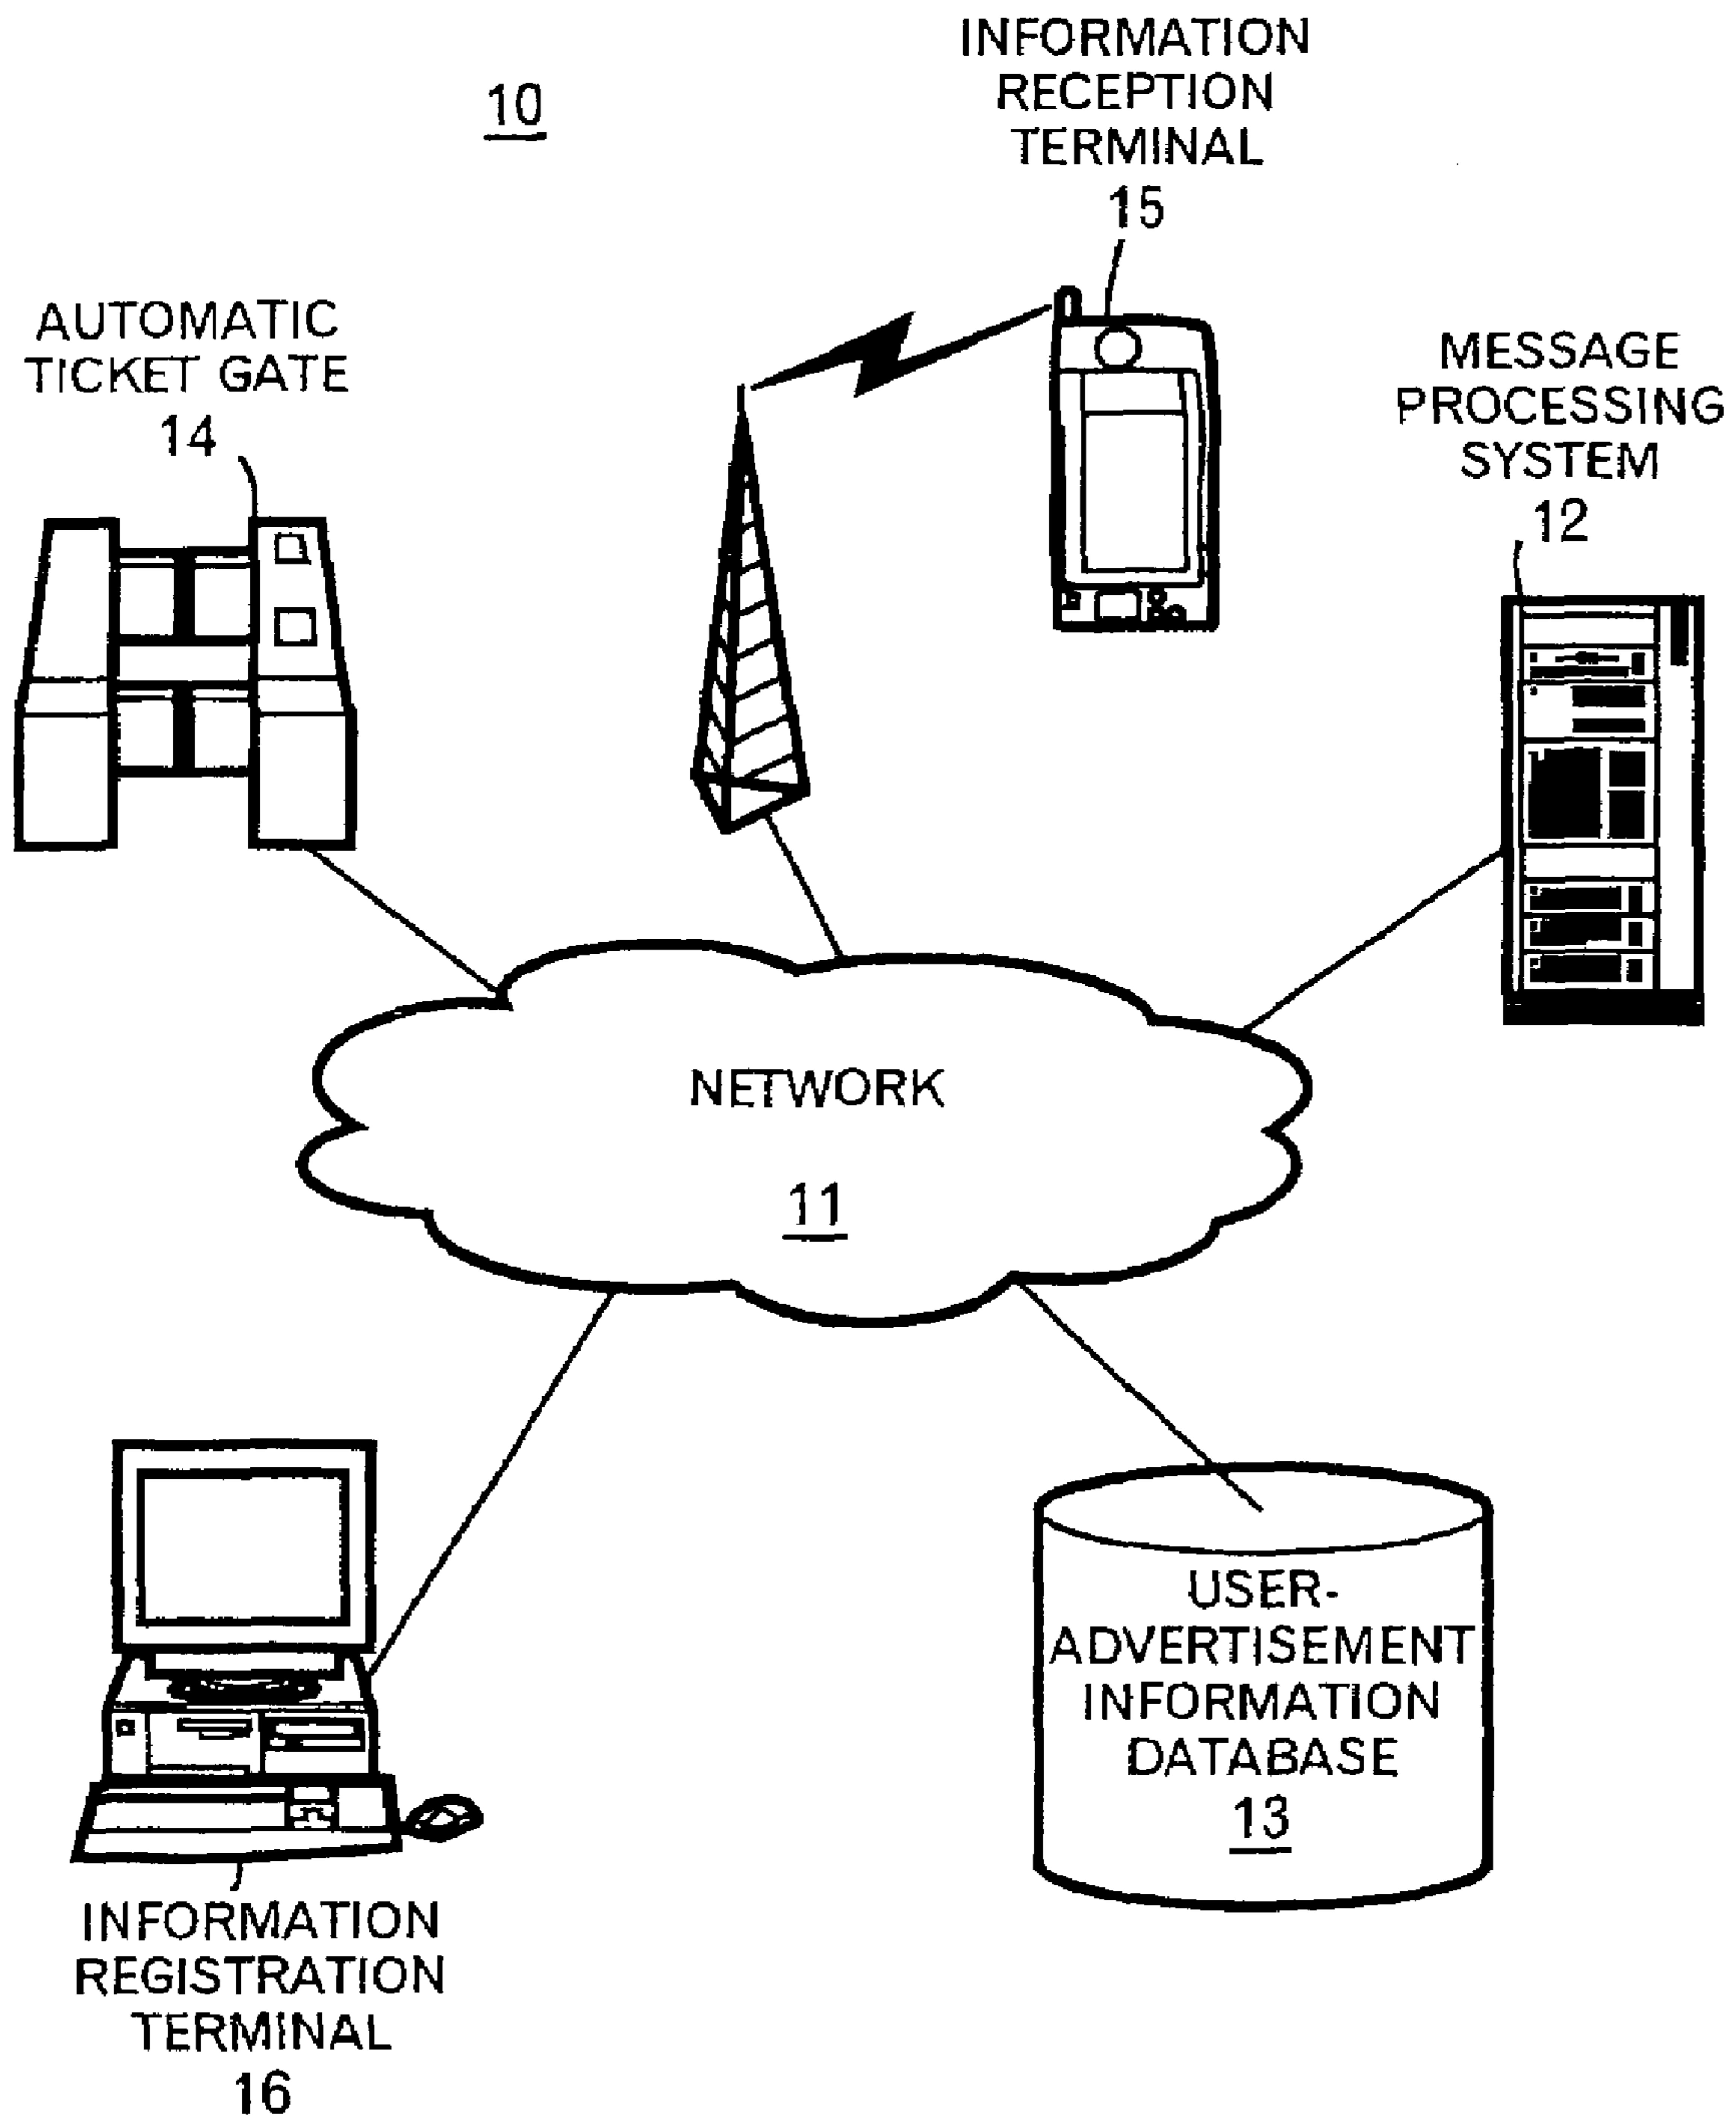 10
INFORMATION
RECEPTION
TERMINAL
15
AUTOMATIC
TICKET GATE
14
MESSAGE
PROCESSING
SYSTEM
12
NETWORK
11
USER-
ADVERTISEMENT
INFORMATION
DATABASE
13
INFORMATION
REGISTRATION
TERMINAL
16